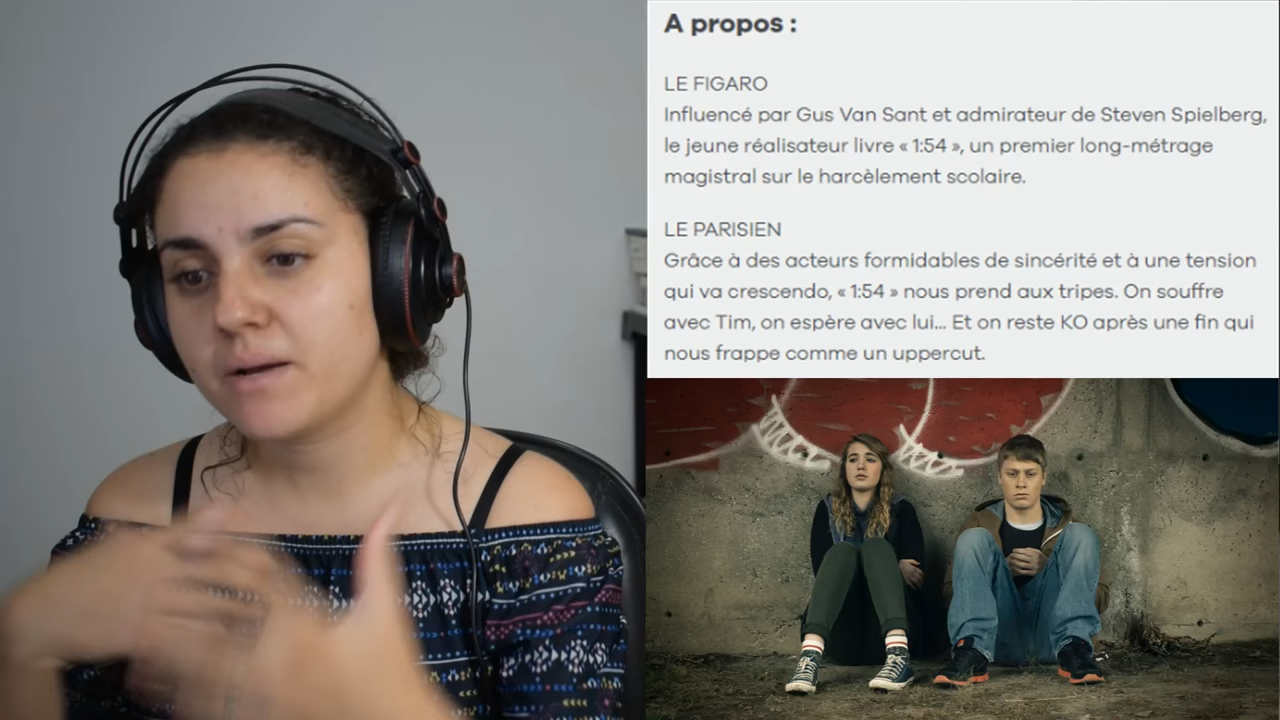 A propos :
LE FIGARO
Influencé par Gus Van Sant et admirateur de Steven Spielberg,
le jeune réalisateur livre « 1:54 », un premier long-métrage
magistral sur le harcèlement scolaire.
LE PARISIEN
Grâce à des acteurs formidables de sincérité et à une tension
qui va crescendo, « 1:54 » nous prend aux tripes. On souffre
avec Tim, on espère avec lui... Et on reste KO après une fin qui
nous frappe comme un uppercut.